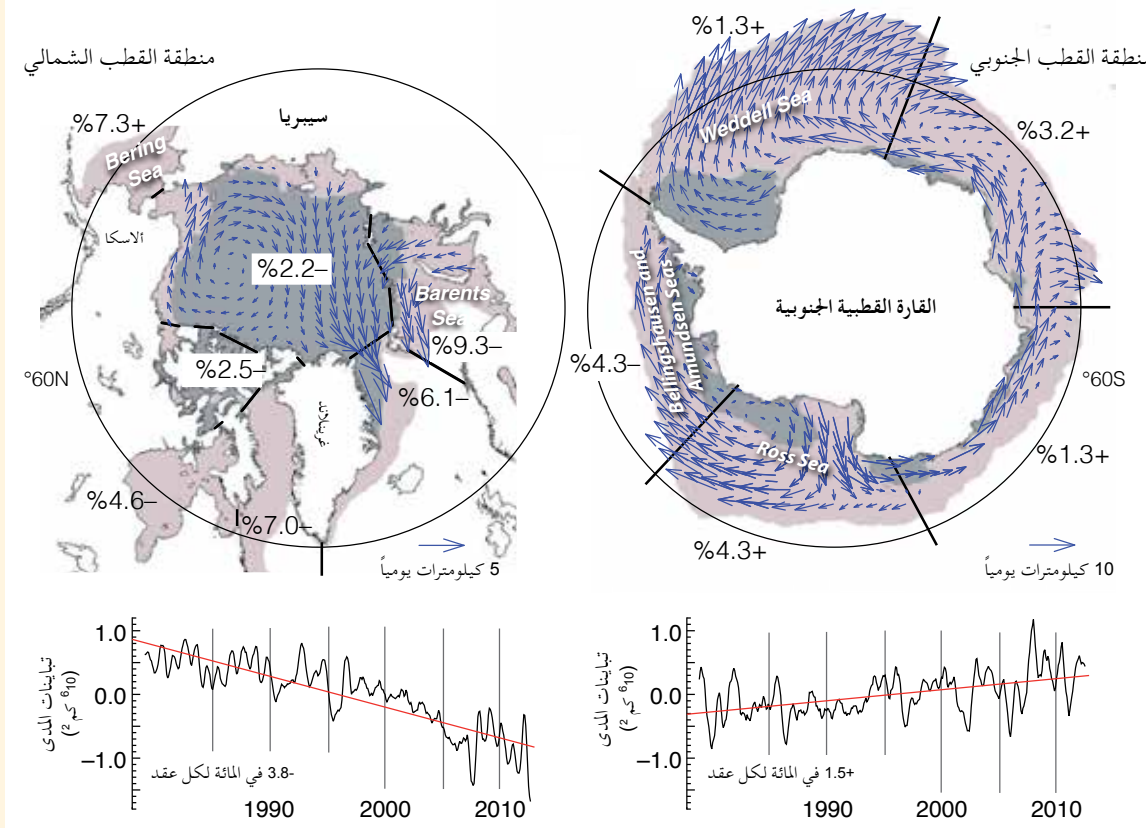 منطقة القطب الشمالي
سيبريا
%7.3+
Bering
Sea
ألاسكا
%2.2–
Barents
Sea
%9.3–
%2.5–
%6.1–
°60N
غرينلاند
%4.6–
%7.0–
5 كيلومترات يومياً
منطقة القطب الجنوبي
%1.3+
Weddell Sea
%3.2+
القارة القطبية الجنوبية
Bellingshausen and
Amundsen Seas
%4.3–
°60S
Ross Sea
%1.3+
%4.3+
10 كيلومترات يومياً
تباينات المدى
(10⁶ كم²)
1.0
0.0
–1.0
-3.8 في المائة لكل عقد
1990
2000
2010
تباينات المدى
(10⁶ كم²)
1.0
0.0
–1.0
+1.5 في المائة لكل عقد
1990
2000
2010